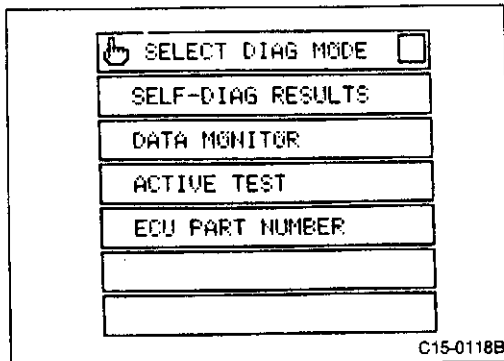 SELECT DIAG MODE
SELF-DIAG RESULTS
DATA MONITOR
ACTIVE TEST
ECU PART NUMBER
C15-0118B